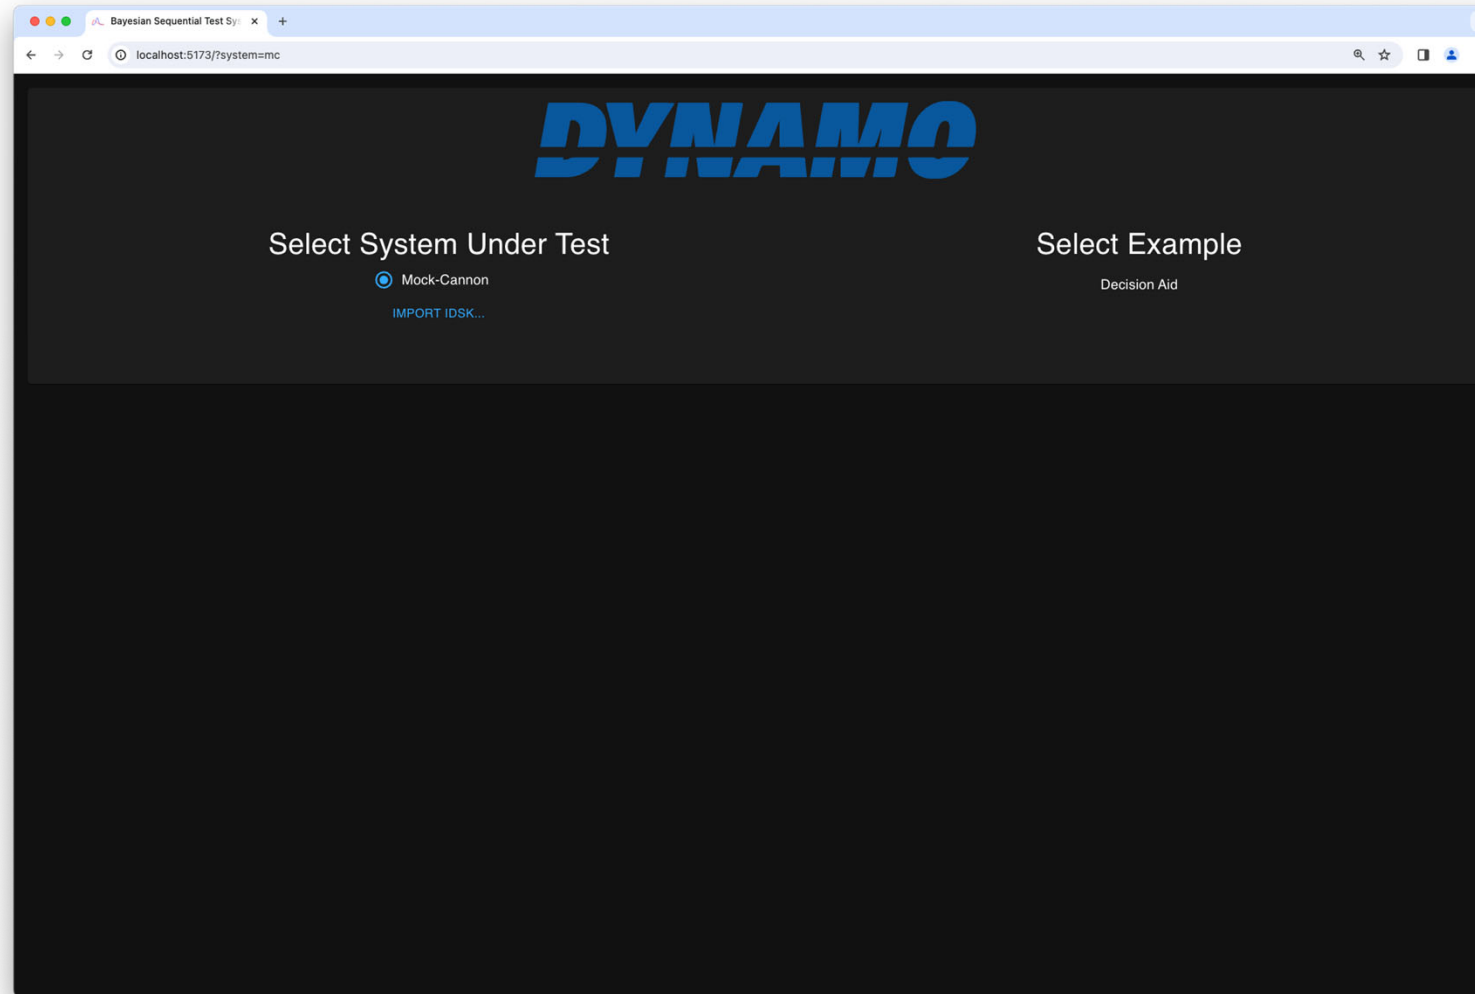 Bayesian Sequential Test Sy
localhost:5173/?system=mc
DYNAMO
Select System Under Test
Mock-Cannon
IMPORT IDSK...
Select Example
Decision Aid